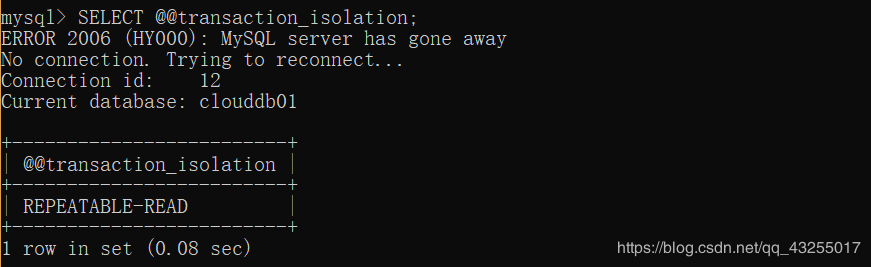 mysql> SELECT @@transaction_isolation;
ERROR 2006 (HY000): MySQL server has gone away
No connection. Trying to reconnect...
Connection id:    12
Current database: clouddb01
+-------------------------+
| @@transaction_isolation |
+-------------------------+
| REPEATABLE-READ         |
+-------------------------+
1 row in set (0.08 sec)
https://blog.csdn.net/qq_43255017